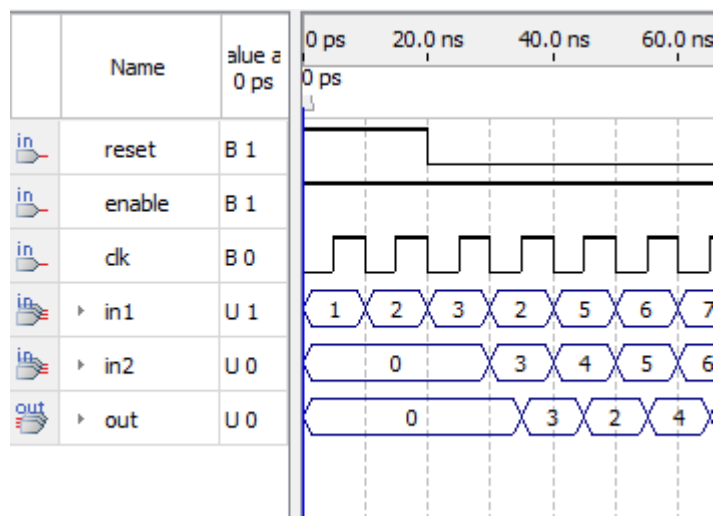 Name
alue a
0 ps
0 ps 20.0 ns 40.0 ns 60.0 ns
0 ps
in reset B 1
in enable B 1
in clk B 0
in in1 U 1 1 2 3 2 5 6 7
in in2 U 0 0 3 4 5 6
out out U 0 0 3 2 4